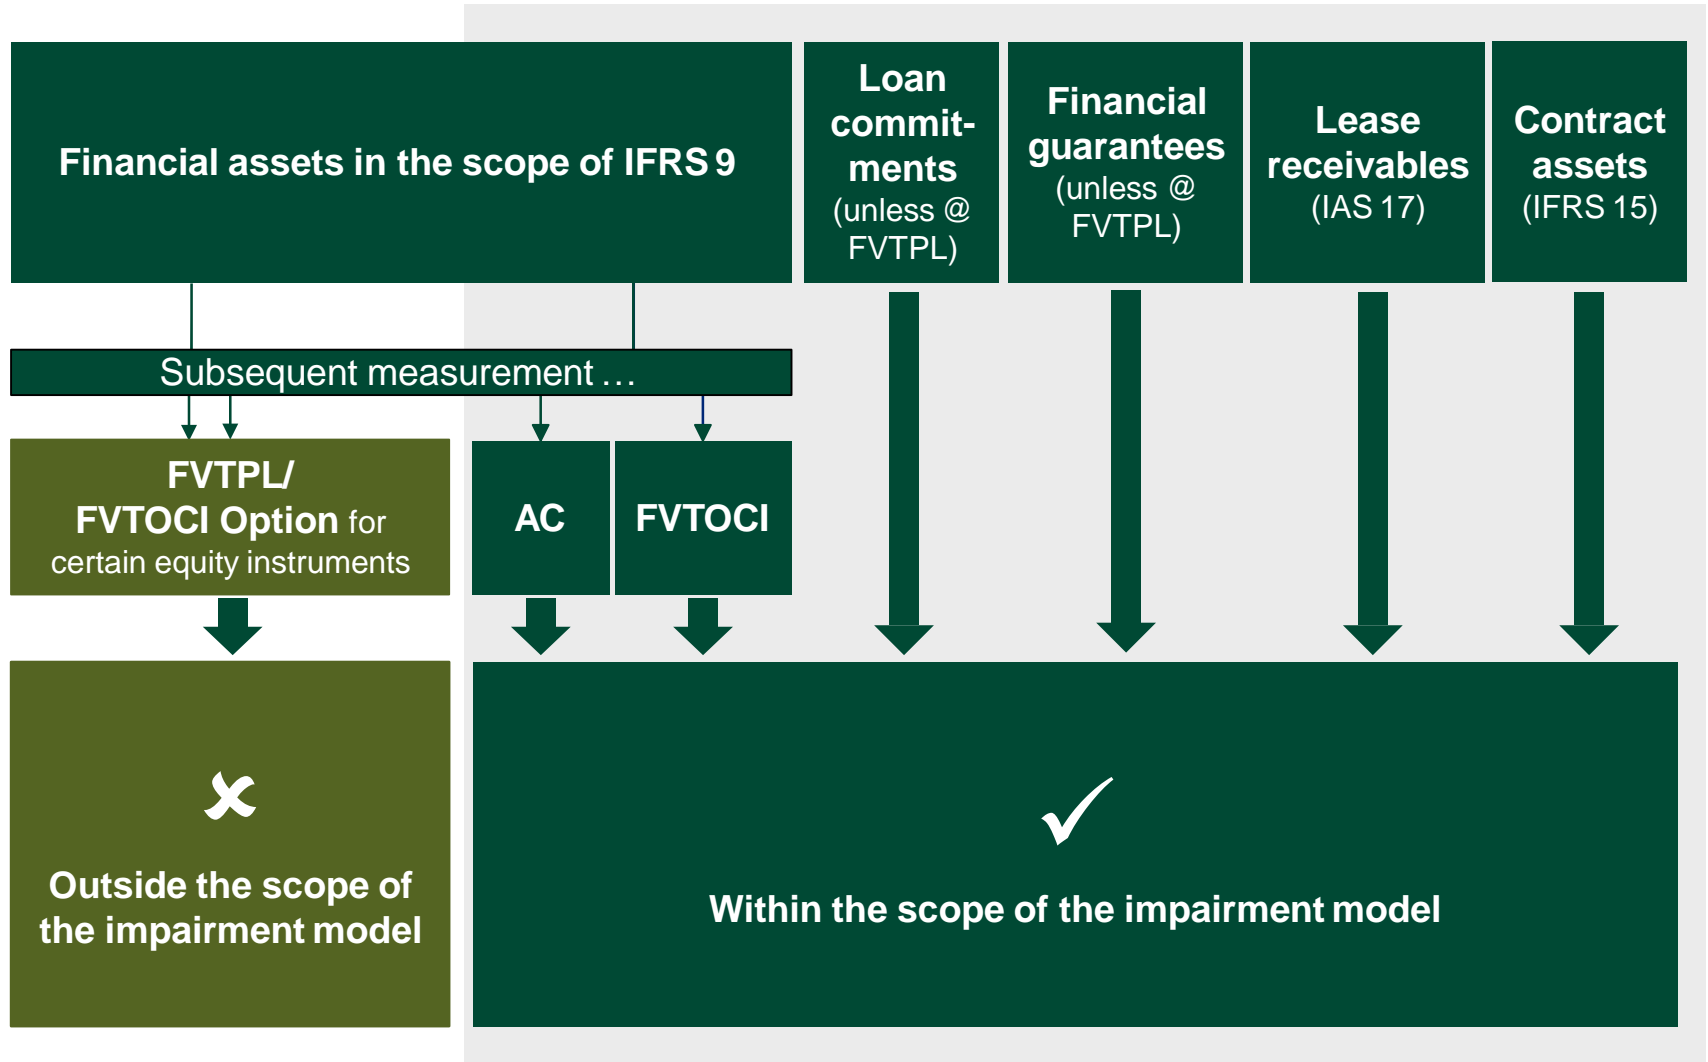 Financial assets in the scope of IFRS 9
Loan
commit-
ments
(unless @
FVTPL)
Financial
guarantees
(unless @
FVTPL)
Lease
receivables
(IAS 17)
Contract
assets
(IFRS 15)
Subsequent measurement …
FVTPL/
FVTOCI Option for
certain equity instruments
AC
FVTOCI
Outside the scope of
the impairment model
Within the scope of the impairment model